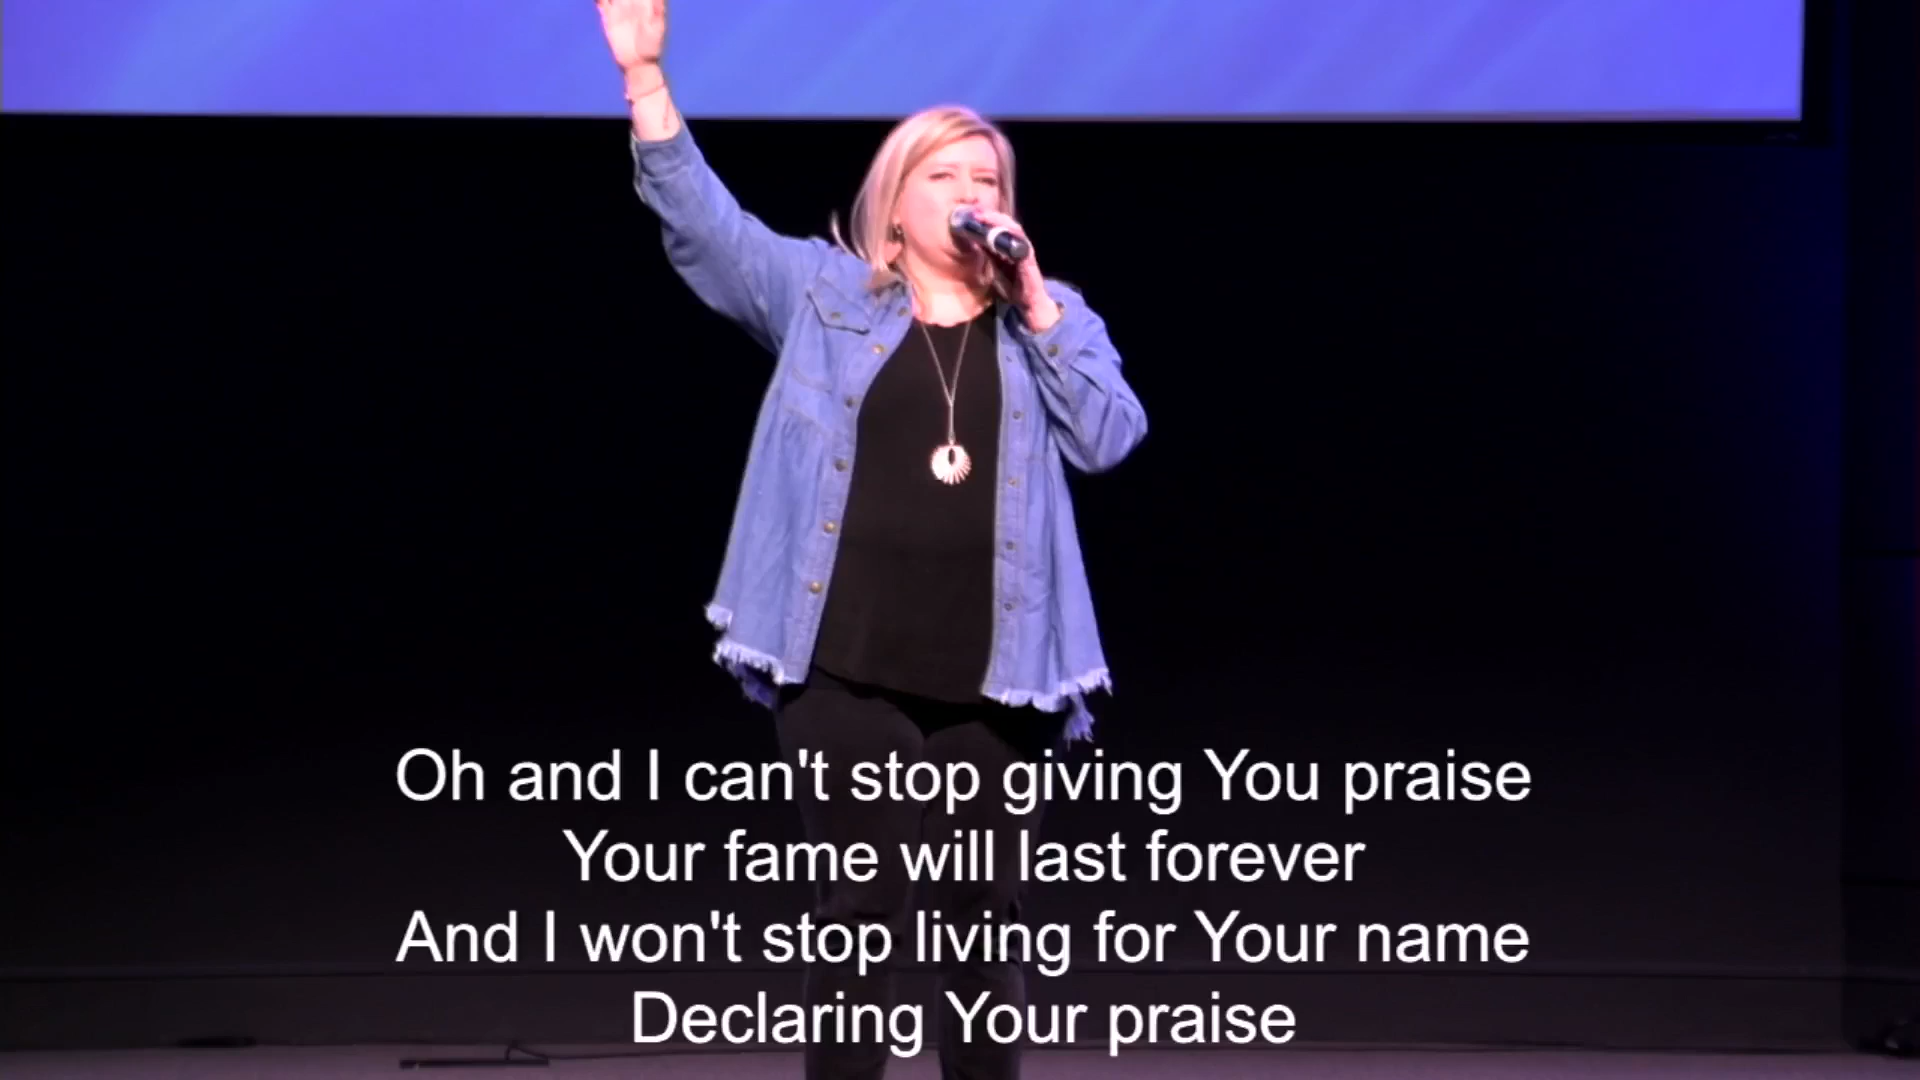 Oh and I can't stop giving You praise
Your fame will last forever
And I won't stop living for Your name
Declaring Your praise